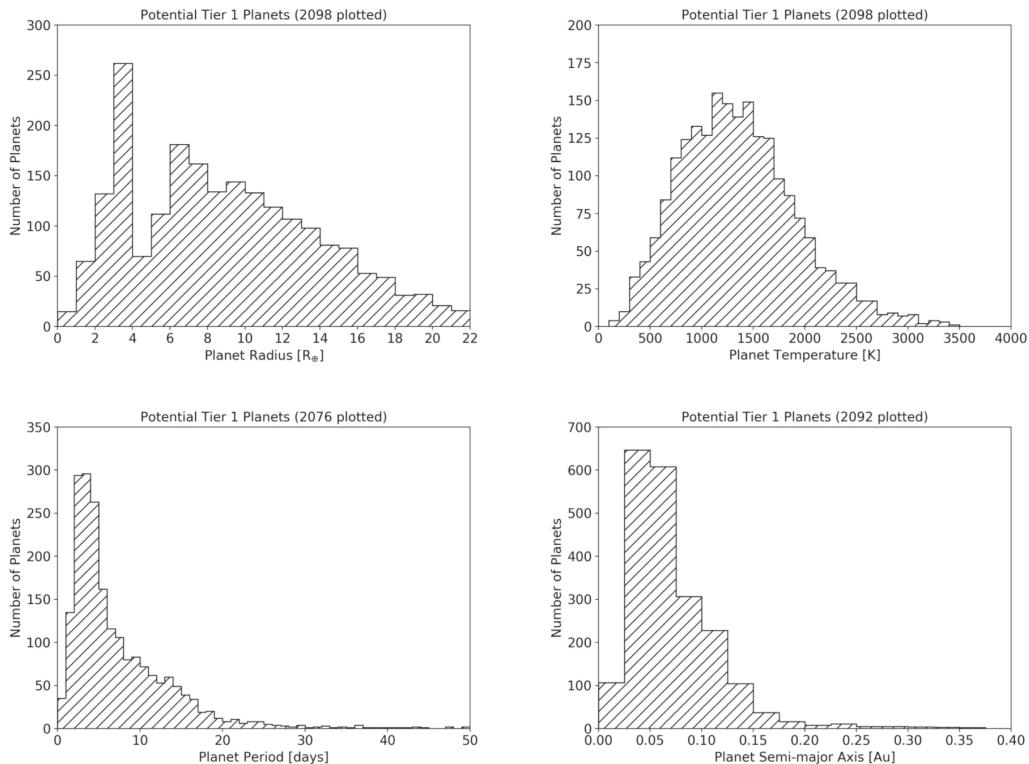 Potential Tier 1 Planets (2098 plotted)
300
250
200
150
100
50
0
Number of Planets
0 2 4 6 8 10 12 14 16 18 20 22
Planet Radius [R⊕]
Potential Tier 1 Planets (2098 plotted)
200
175
150
125
100
75
50
25
0
Number of Planets
0 500 1000 1500 2000 2500 3000 3500 4000
Planet Temperature [K]
Potential Tier 1 Planets (2076 plotted)
350
300
250
200
150
100
50
0
Number of Planets
0 10 20 30 40 50
Planet Period [days]
Potential Tier 1 Planets (2092 plotted)
700
600
500
400
300
200
100
0
Number of Planets
0.00 0.05 0.10 0.15 0.20 0.25 0.30 0.35 0.40
Planet Semi-major Axis [Au]